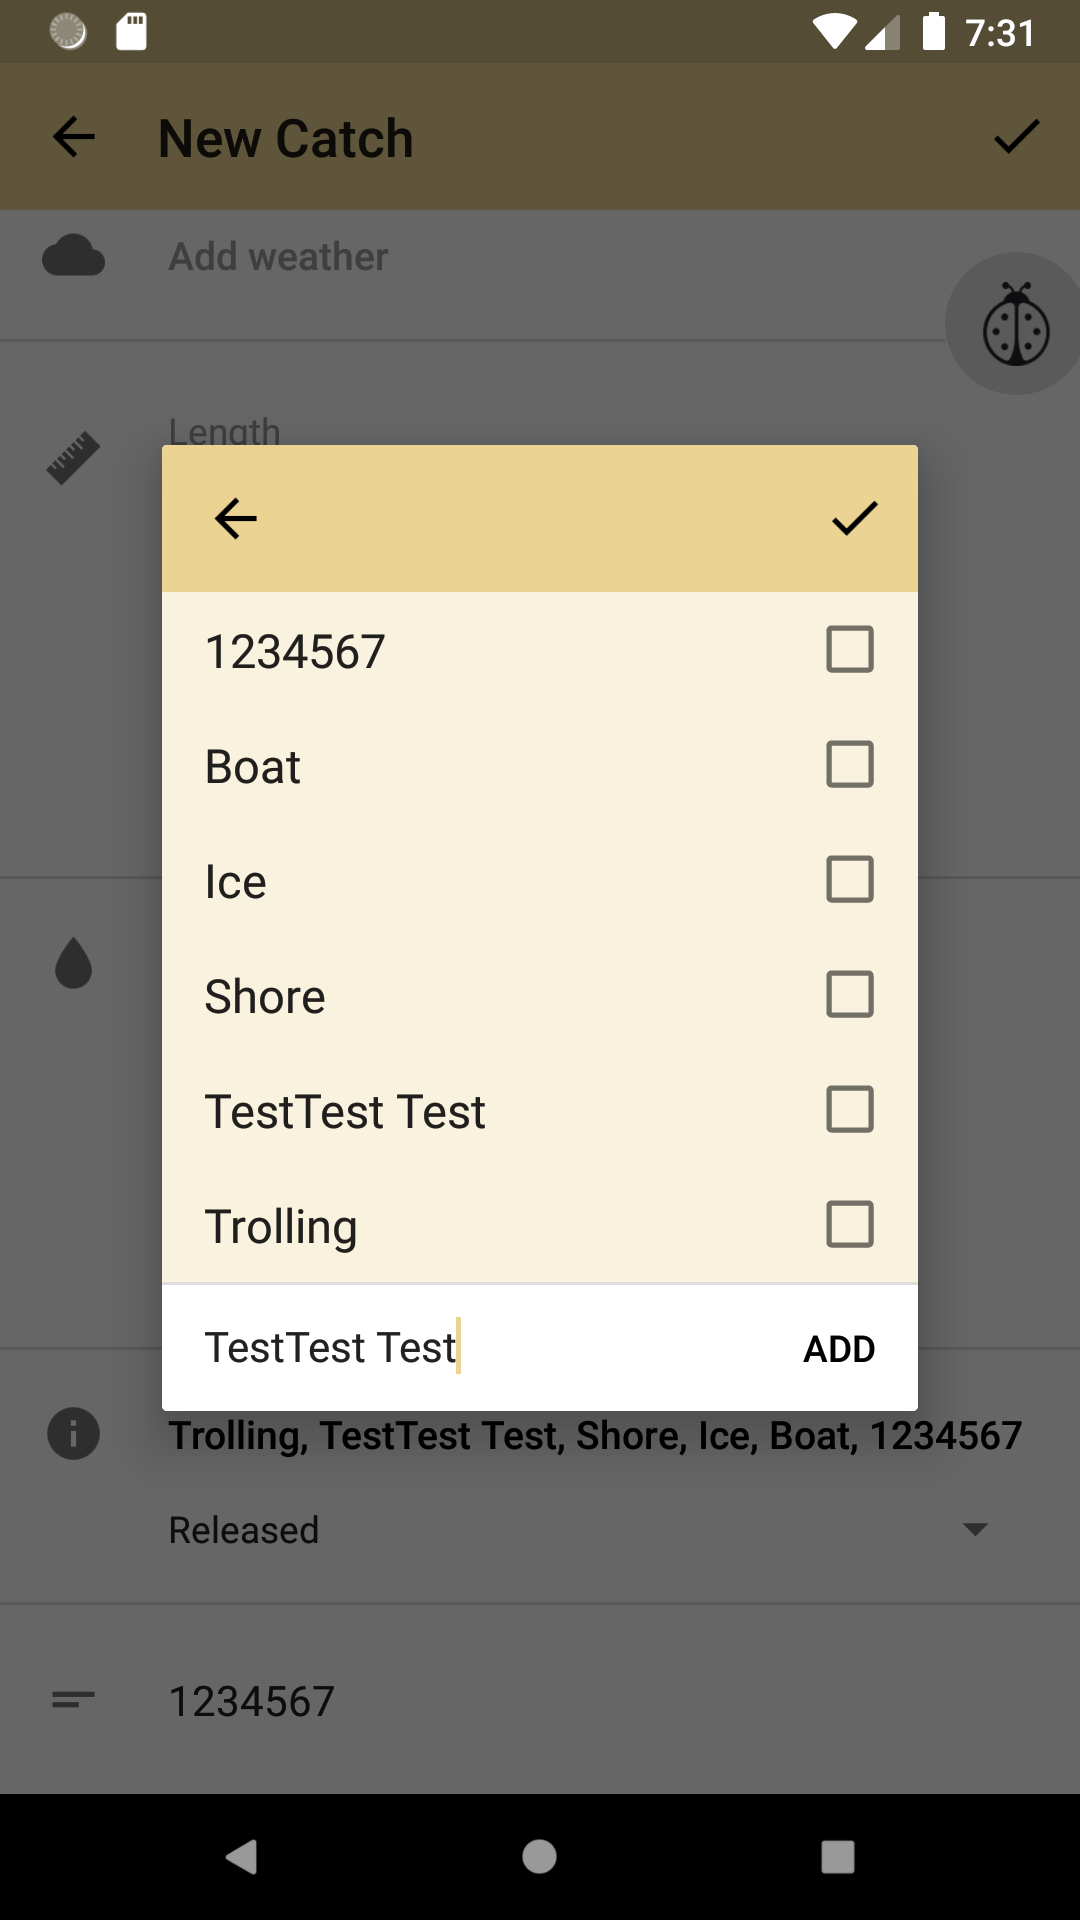 7:31
New Catch
Add weather
Length
1234567
Boat
Ice
Shore
TestTest Test
Trolling
TestTest Test
ADD
Trolling, TestTest Test, Shore, Ice, Boat, 1234567
Released
1234567